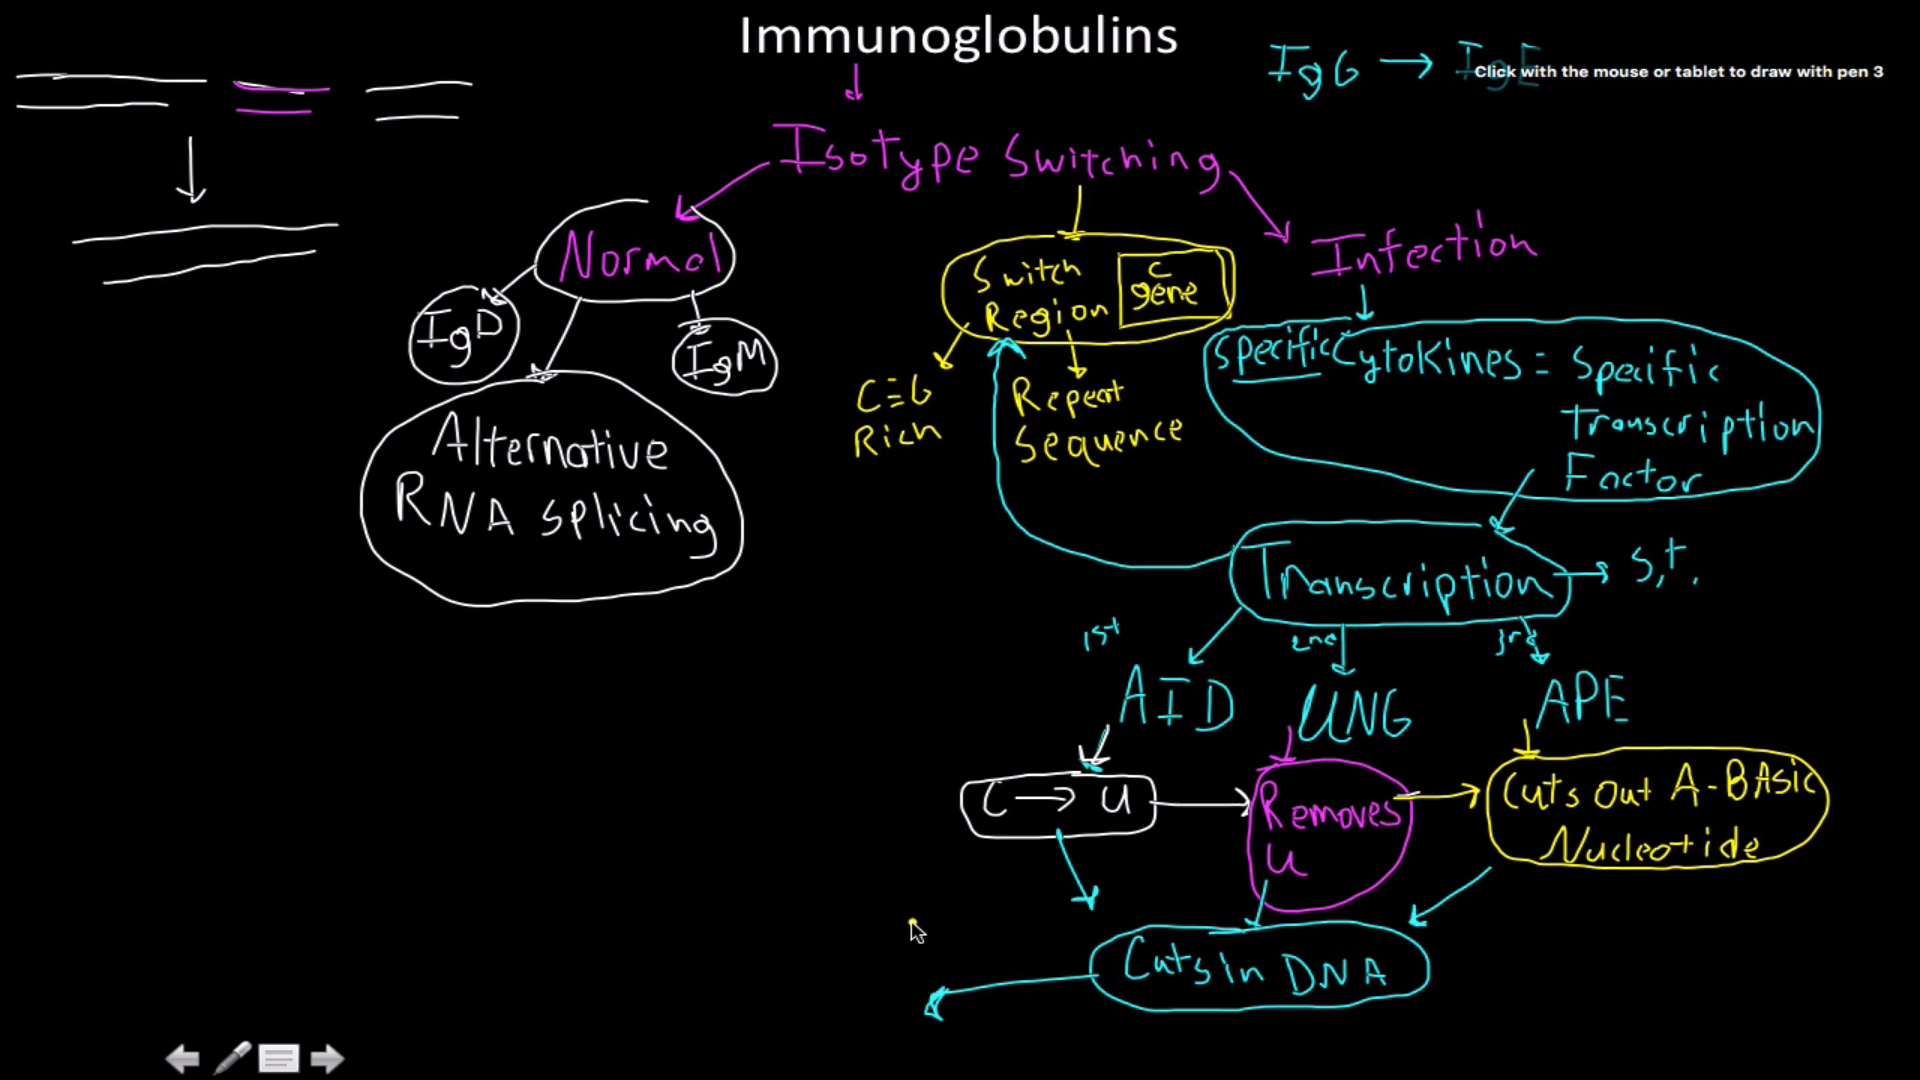 Immunoglobulins
IgG → IgE
Click with the mouse or tablet to draw with pen 3
Isotype Switching
Normal
IgD
IgM
Alternative
RNA splicing
Switch
Region
C
gene
C≡G
Rich
Repeat
Sequence
Infection
Specific Cytokines = Specific
Transcription
Factor
Transcription → S,t.
1st
2nd
3rd
AID
UNG
APE
C → U
Removes
U
Cuts out A-BAsic
Nucleotide
Cuts in DNA